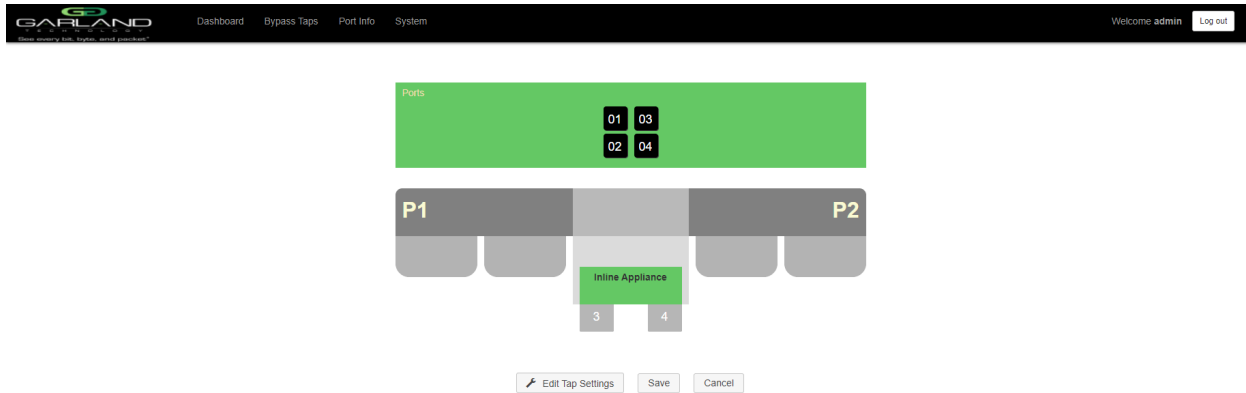 GARLAND
TECHNOLOGY
See every bit, byte, and packet®
Dashboard Bypass Taps Port Info System
Welcome admin Log out
Ports
01 03
02 04
P1 P2
Inline Appliance
3 4
Edit Tap Settings Save Cancel